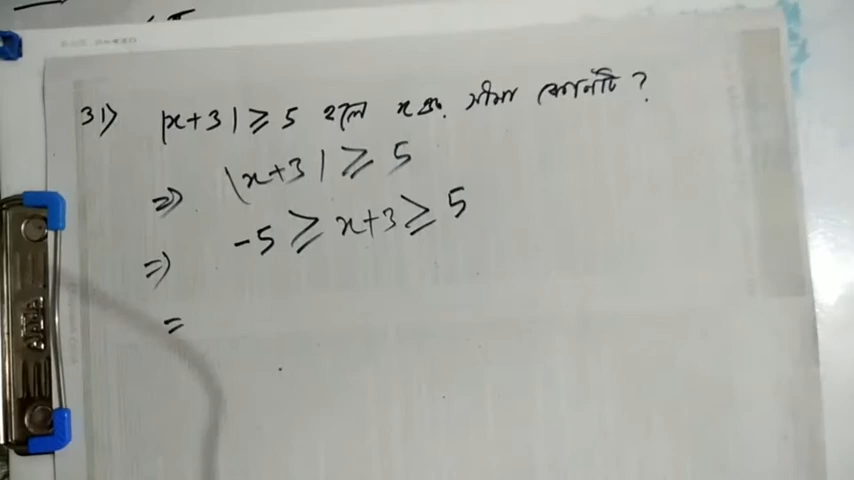 31) |x+3| ≥ 5 হলে x এর সীমা কোনটি ?
⇒) |x+3| ≥ 5
⇒) -5 ≥ x+3 ≥ 5
=